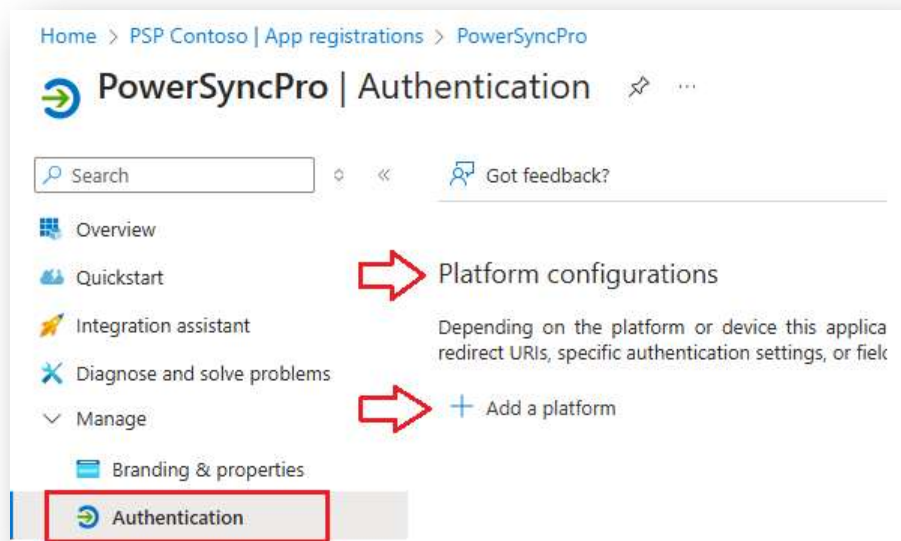 Home > PSP Contoso | App registrations > PowerSyncPro
PowerSyncPro | Authentication
Search
Got feedback?
Overview
Quickstart
Platform configurations
Integration assistant
Depending on the platform or device this applica
redirect URIs, specific authentication settings, or fiel
Diagnose and solve problems
Manage
Add a platform
Branding & properties
Authentication